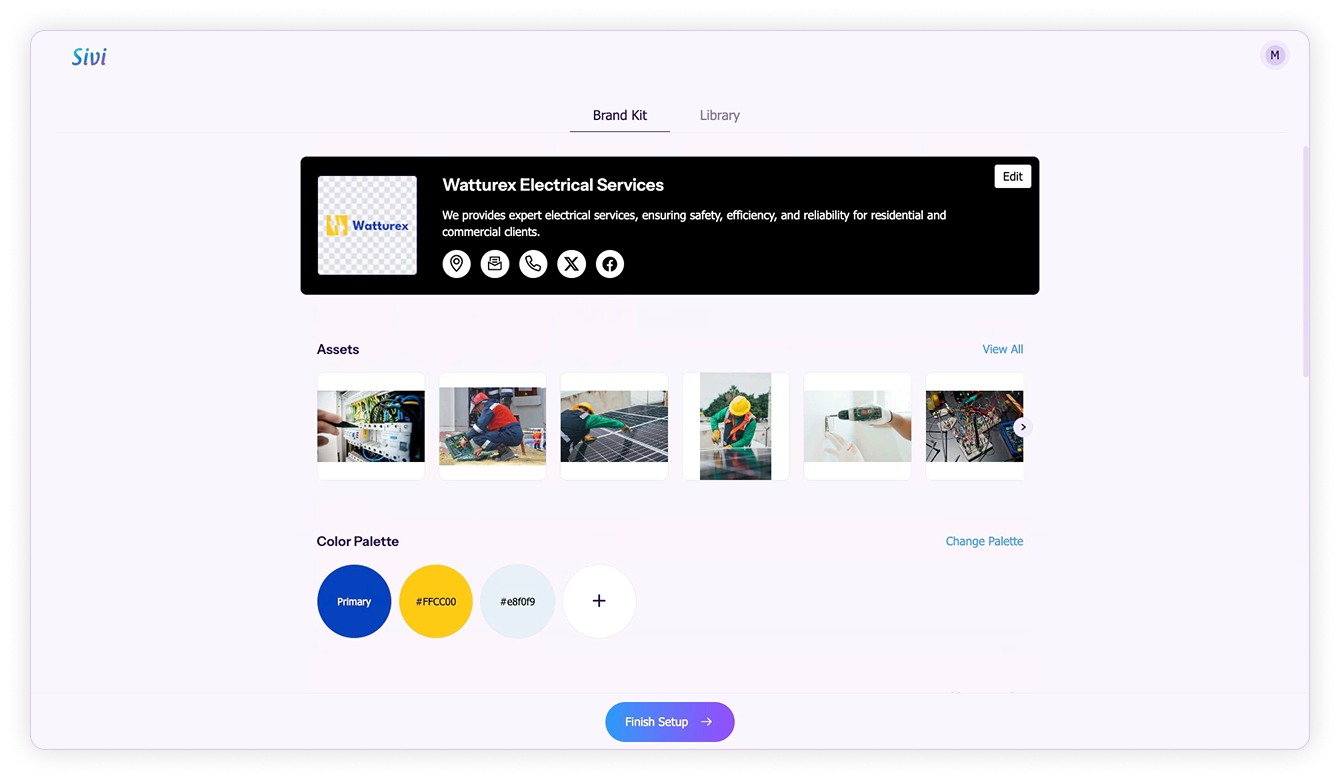 Sivi
M
Brand Kit
Library
Edit
Watturex
Watturex Electrical Services
We provides expert electrical services, ensuring safety, efficiency, and reliability for residential and
commercial clients.
Assets
View All
Color Palette
Change Palette
Primary
#FFCC00
#e8f0f9
Finish Setup